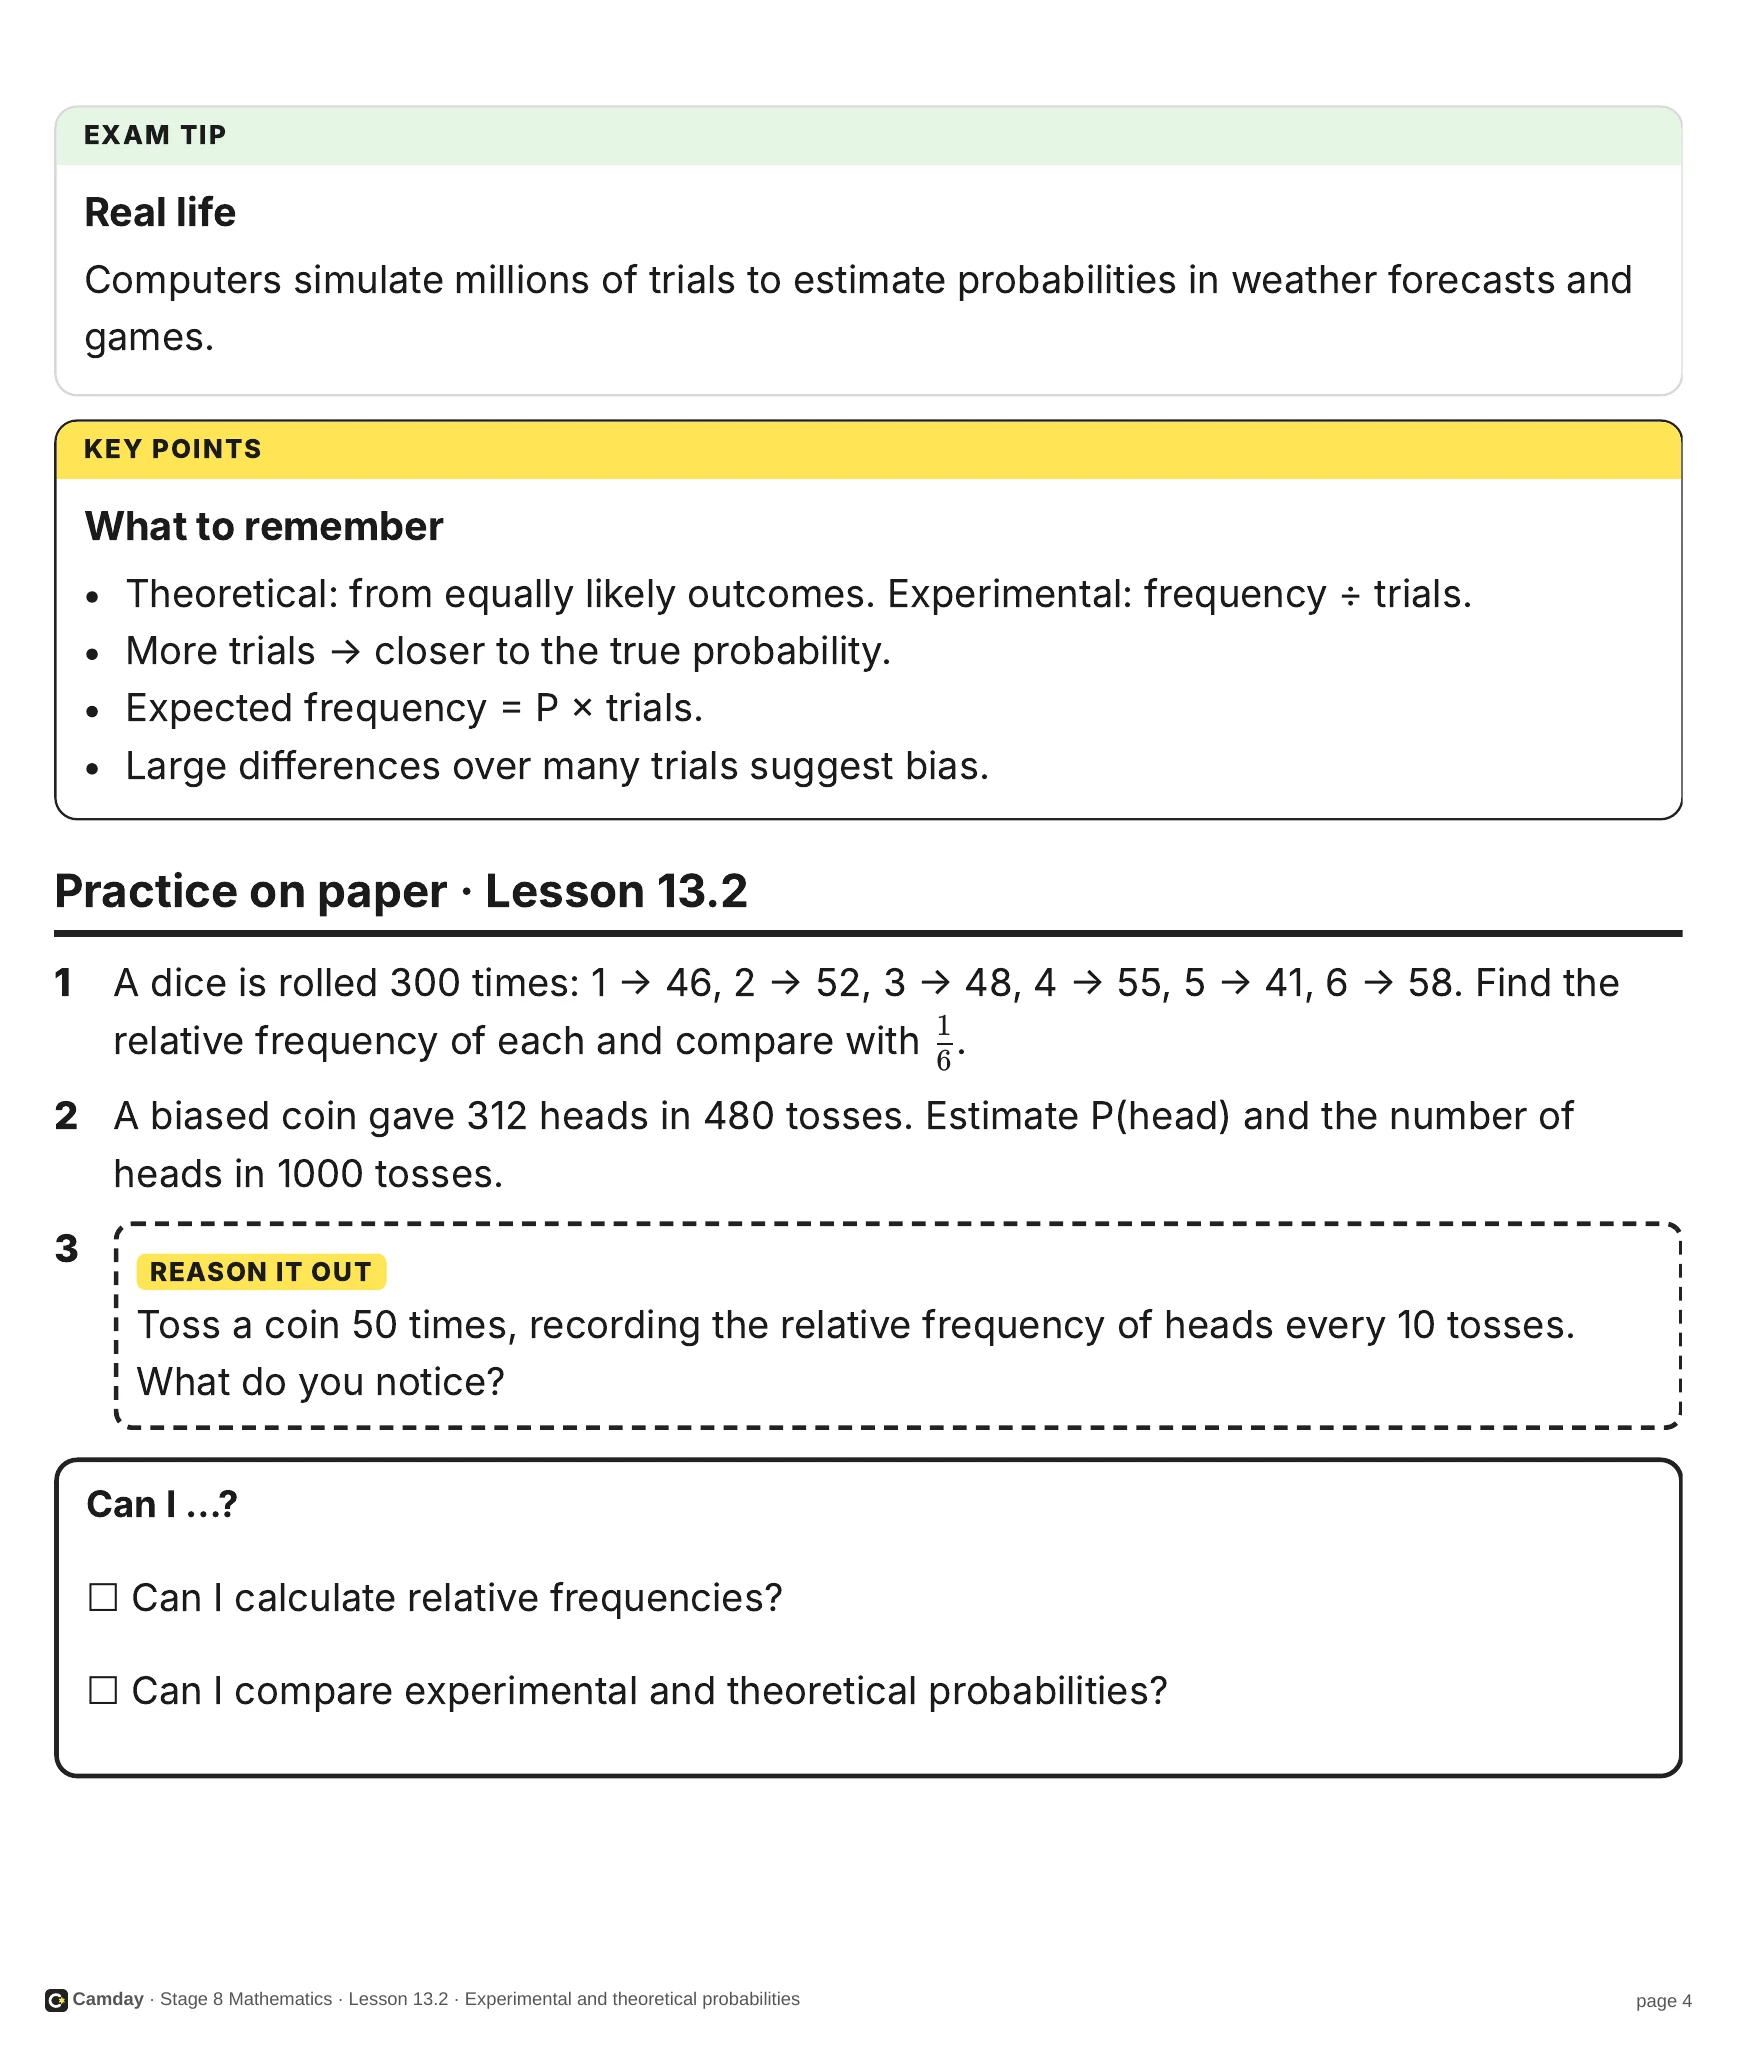 EXAM TIP
Real life
Computers simulate millions of trials to estimate probabilities in weather forecasts and
games.
KEY POINTS
What to remember
• Theoretical: from equally likely outcomes. Experimental: frequency ÷ trials.
• More trials → closer to the true probability.
• Expected frequency = P × trials.
• Large differences over many trials suggest bias.
Practice on paper · Lesson 13.2
1 A dice is rolled 300 times: 1 → 46, 2 → 52, 3 → 48, 4 → 55, 5 → 41, 6 → 58. Find the
relative frequency of each and compare with 1/6.
2 A biased coin gave 312 heads in 480 tosses. Estimate P(head) and the number of
heads in 1000 tosses.
3 REASON IT OUT
Toss a coin 50 times, recording the relative frequency of heads every 10 tosses.
What do you notice?
Can I …?
☐ Can I calculate relative frequencies?
☐ Can I compare experimental and theoretical probabilities?
Camday · Stage 8 Mathematics · Lesson 13.2 · Experimental and theoretical probabilities page 4